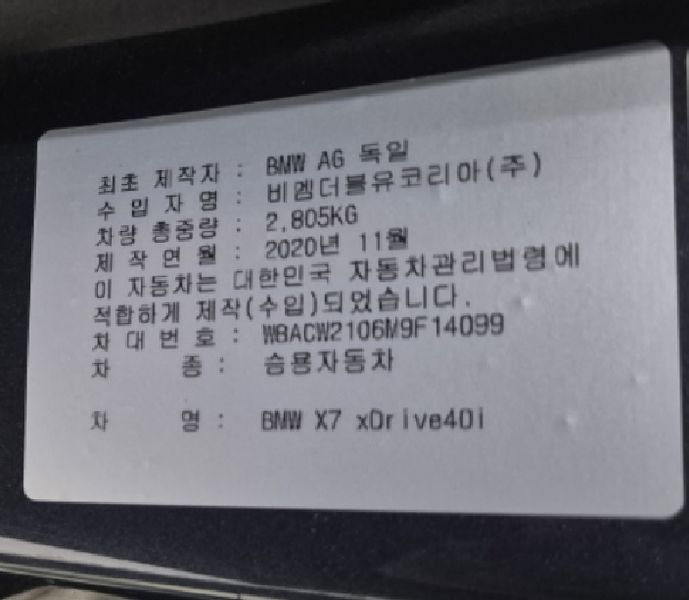 최초 제작자 : BMW AG 독일
수 입 자 명 : 비엠더블유코리아(주)
차량 총중량 : 2,805KG
제 작 연 월 : 2020년 11월
이 자동차는 대한민국 자동차관리법령에
적합하게 제작(수입)되었습니다.
차 대 번 호 : WBACW2106M9F14099
차 종 : 승용자동차
차 명 : BMW X7 xDrive40i